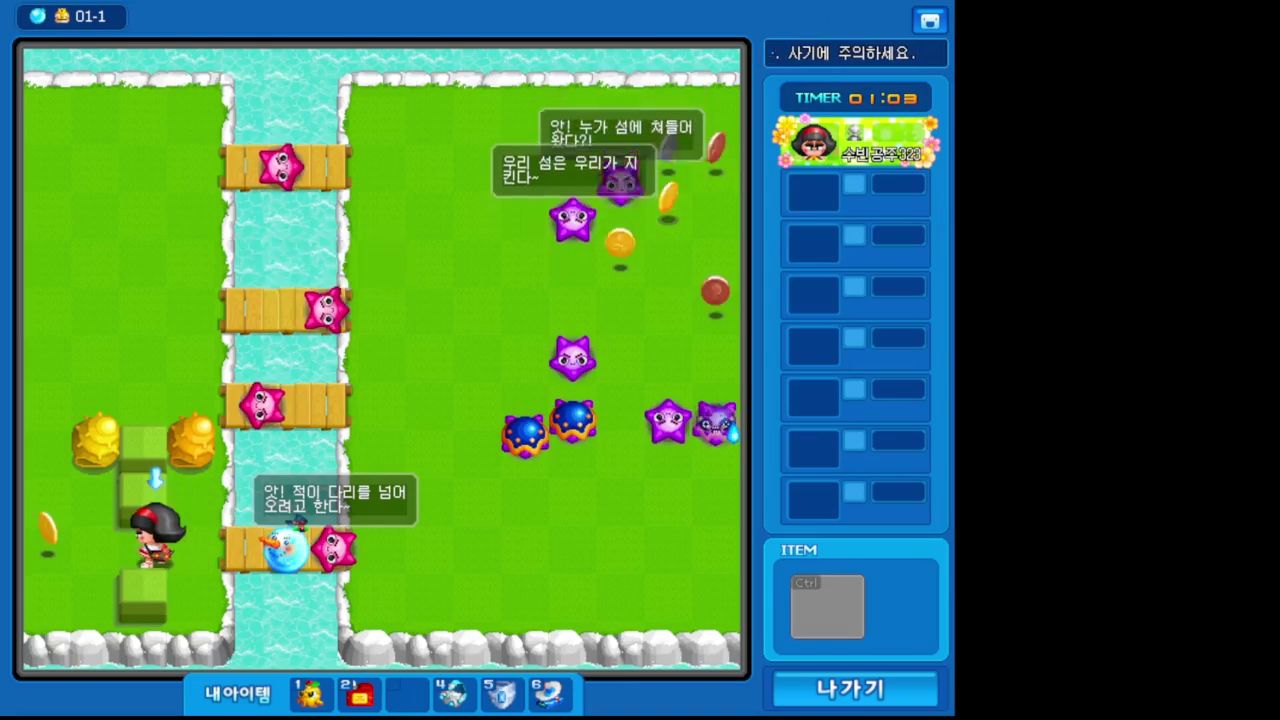 01-1
. 사기에 주의하세요.
TIMER 01:03
수빈공주323
앗! 누가 섬에 쳐들어
왔다?!
우리 섬은 우리가 지
킨다~
앗! 적이 다리를 넘어
오려고 한다~
ITEM
Ctrl
내아이템
1
2
4
5
6
나가기